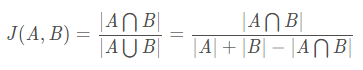 J(A, B) = |A ⋂ B| / |A ⋃ B| = |A ⋂ B| / (|A| + |B| − |A ⋂ B|)